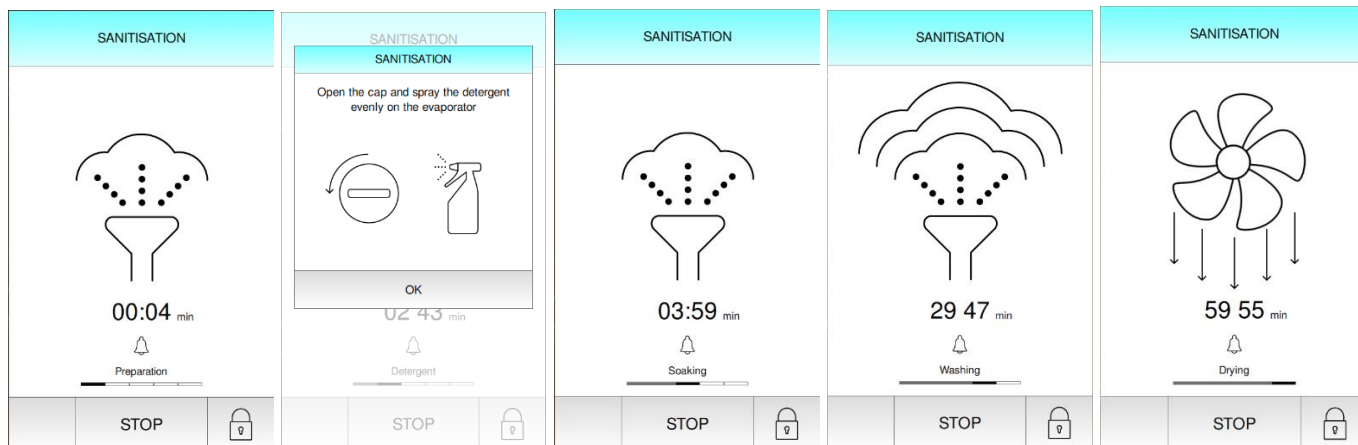 SANITISATION
00:04 min
Preparation
STOP
SANITISATION
SANITISATION
Open the cap and spray the detergent
evenly on the evaporator
OK
02 43 min
Detergent
STOP
SANITISATION
03:59 min
Soaking
STOP
SANITISATION
29 47 min
Washing
STOP
SANITISATION
59 55 min
Drying
STOP